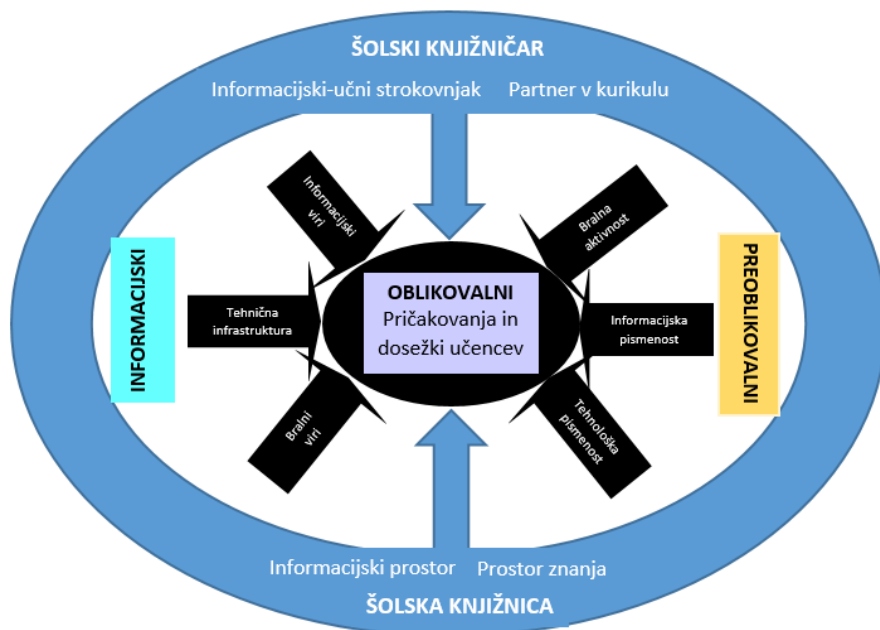 ŠOLSKI KNJIŽNIČAR
Informacijski-učni strokovnjak
Partner v kurikulu
Informacijski
viri
Bralna
aktivnost
INFORMACIJSKI
Tehnična
infrastruktura
OBLIKOVALNI
Pričakovanja in
dosežki učencev
Informacijska
pismenost
PREOBLIKOVALNI
Bralni
viri
Tehnološka
pismenost
Informacijski prostor
Prostor znanja
ŠOLSKA KNJIŽNICA